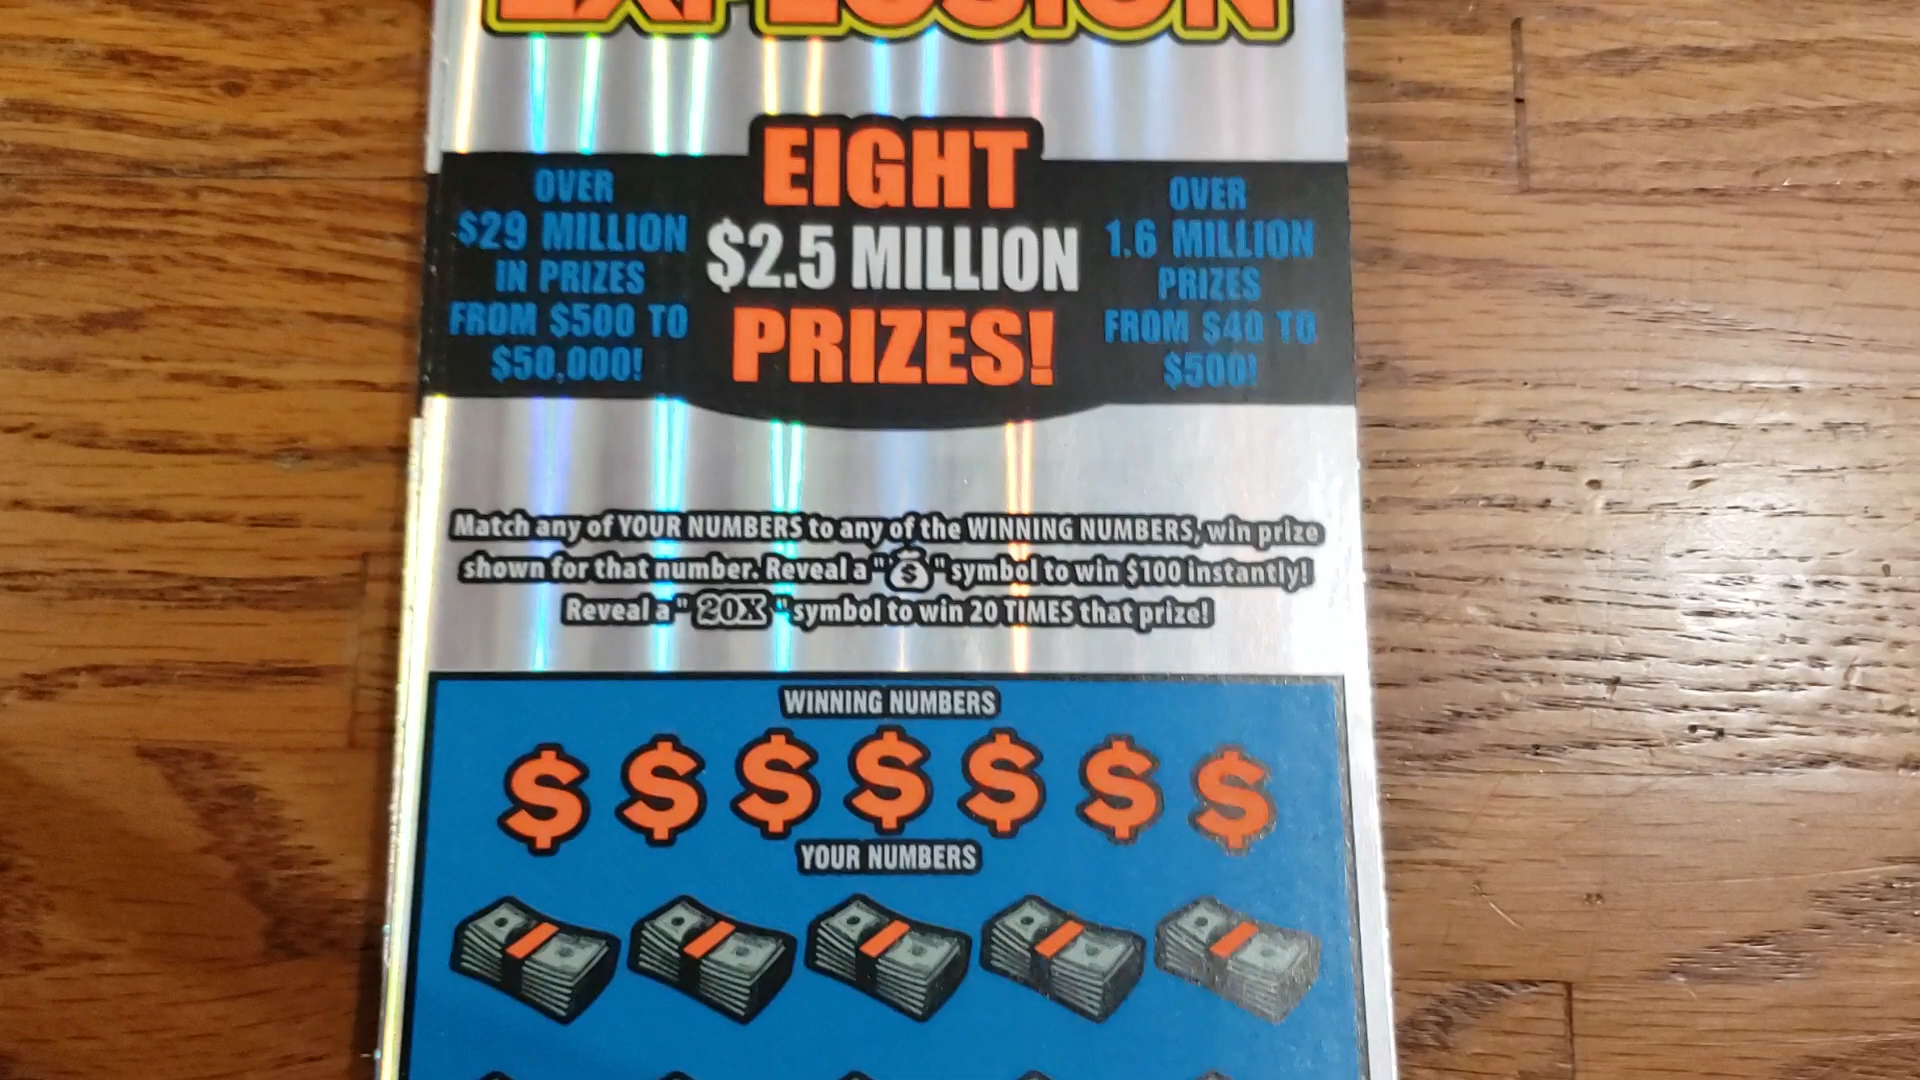 EXPLOSION
EIGHT
$2.5 MILLION
PRIZES!
OVER
$29 MILLION
IN PRIZES
FROM $500 TO
$50,000!
OVER
1.6 MILLION
PRIZES
FROM $40 TO
$500!
Match any of YOUR NUMBERS to any of the WINNING NUMBERS, win prize
shown for that number. Reveal a "$" symbol to win $100 instantly!
Reveal a "20X" symbol to win 20 TIMES that prize!
WINNING NUMBERS
$ $ $ $ $ $ $
YOUR NUMBERS